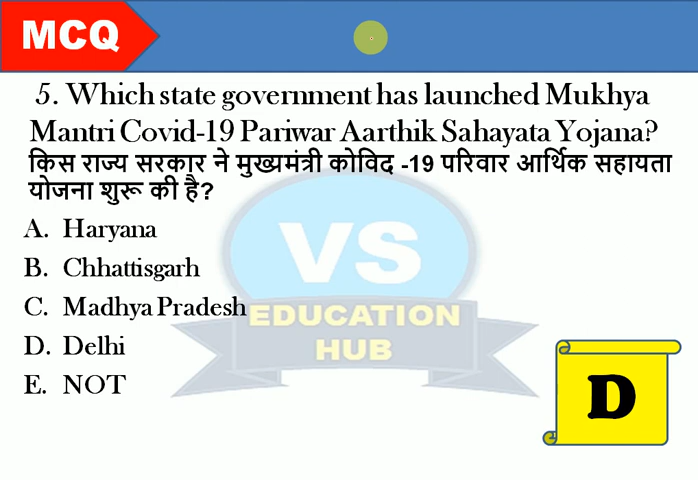 MCQ
5. Which state government has launched Mukhya
Mantri Covid-19 Pariwar Aarthik Sahayata Yojana?
किस राज्य सरकार ने मुख्यमंत्री कोविद -19 परिवार आर्थिक सहायता
योजना शुरू की है?
A. Haryana
B. Chhattisgarh
C. Madhya Pradesh
D. Delhi
E. NOT
VS
EDUCATION
HUB
D